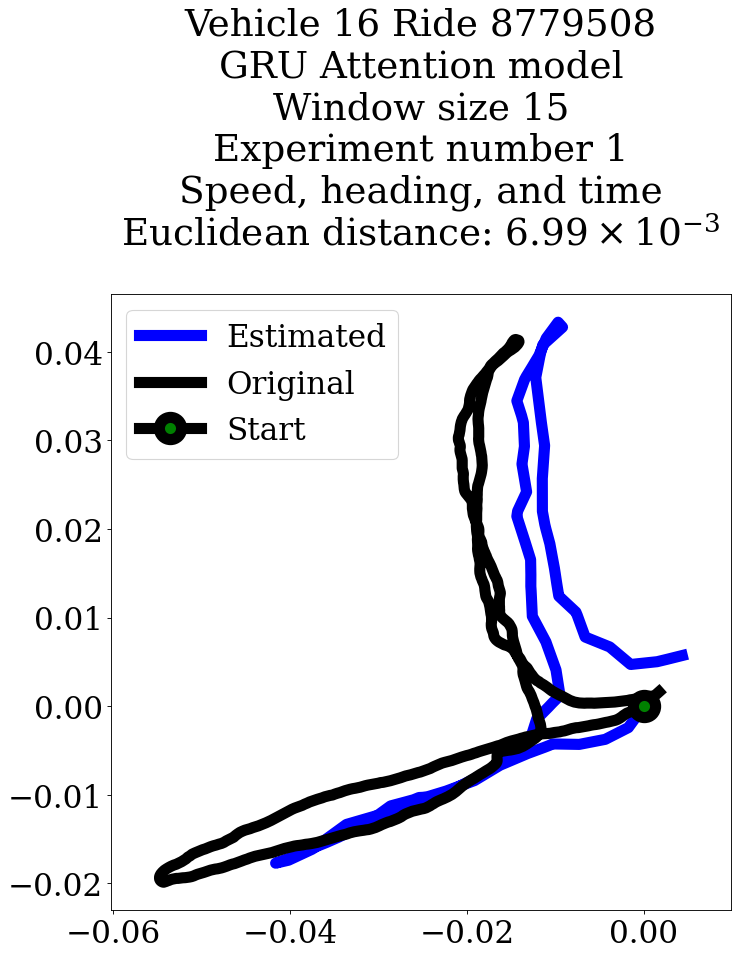 Vehicle 16 Ride 8779508
GRU Attention model
Window size 15
Experiment number 1
Speed, heading, and time
Euclidean distance: 6.99 × 10⁻³
Estimated
Original
Start
0.04
0.03
0.02
0.01
0.00
−0.01
−0.02
−0.06 −0.04 −0.02 0.00